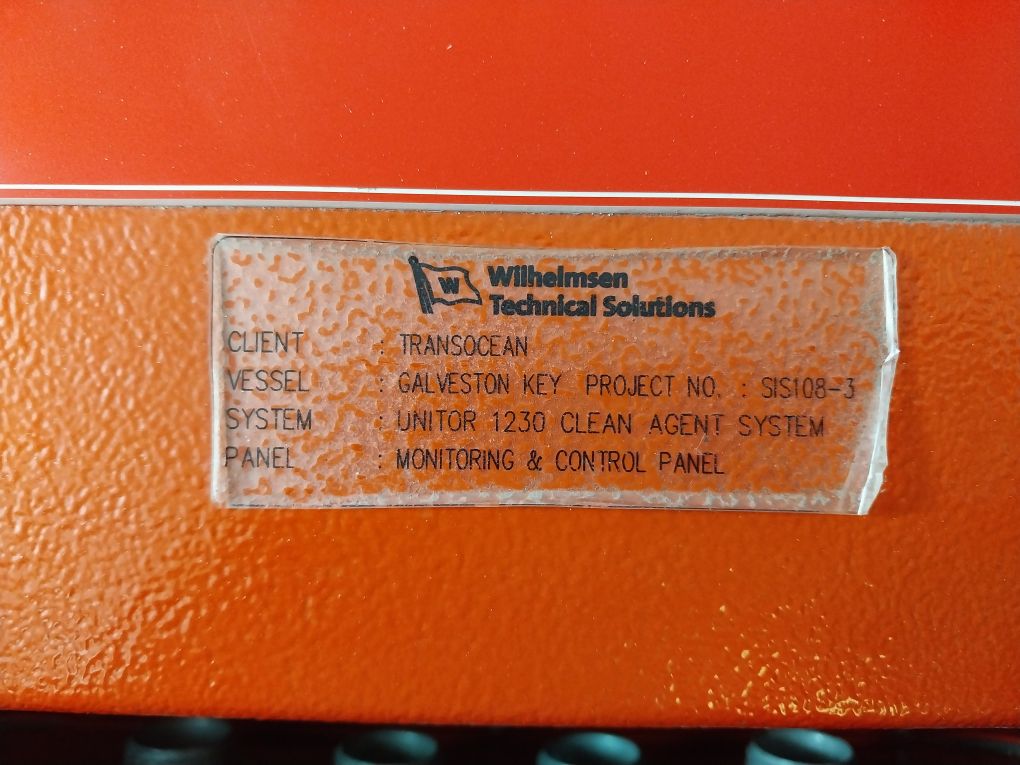 W Wilhelmsen
Technical Solutions
CLIENT : TRANSOCEAN
VESSEL : GALVESTON KEY PROJECT NO. : SIS108-3
SYSTEM : UNITOR 1230 CLEAN AGENT SYSTEM
PANEL : MONITORING & CONTROL PANEL